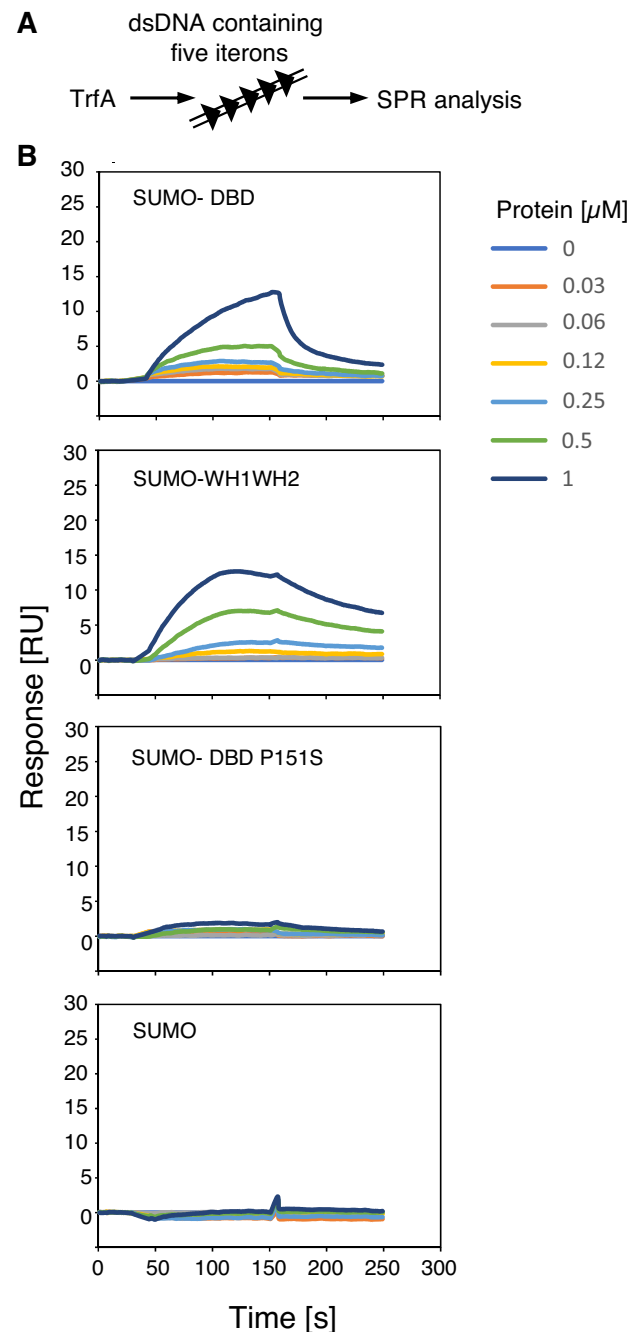 A
dsDNA containing
five iterons
TrfA
SPR analysis
B
30
25
20
15
10
5
0
SUMO- DBD
Protein [µM]
0
0.03
0.06
0.12
0.25
0.5
1
30
25
20
15
10
5
0
SUMO-WH1WH2
Response [RU]
30
25
20
15
10
5
0
SUMO- DBD P151S
30
25
20
15
10
5
0
SUMO
0 50 100 150 200 250 300
Time [s]